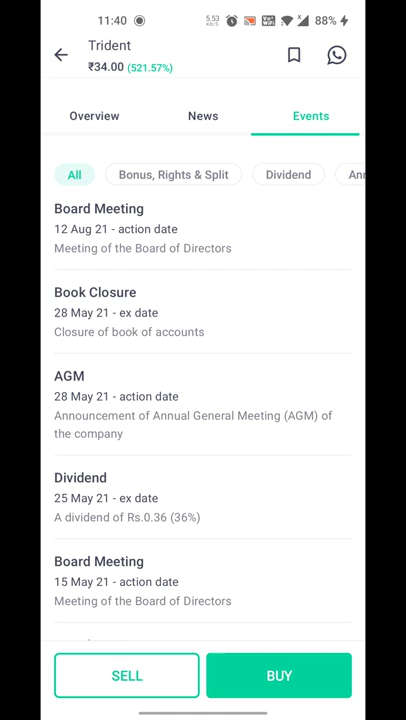 11:40
5.53 KB/S
88%
Trident
₹34.00 (521.57%)
Overview
News
Events
All
Bonus, Rights & Split
Dividend
Board Meeting
12 Aug 21 - action date
Meeting of the Board of Directors
Book Closure
28 May 21 - ex date
Closure of book of accounts
AGM
28 May 21 - action date
Announcement of Annual General Meeting (AGM) of
the company
Dividend
25 May 21 - ex date
A dividend of Rs.0.36 (36%)
Board Meeting
15 May 21 - action date
Meeting of the Board of Directors
SELL
BUY